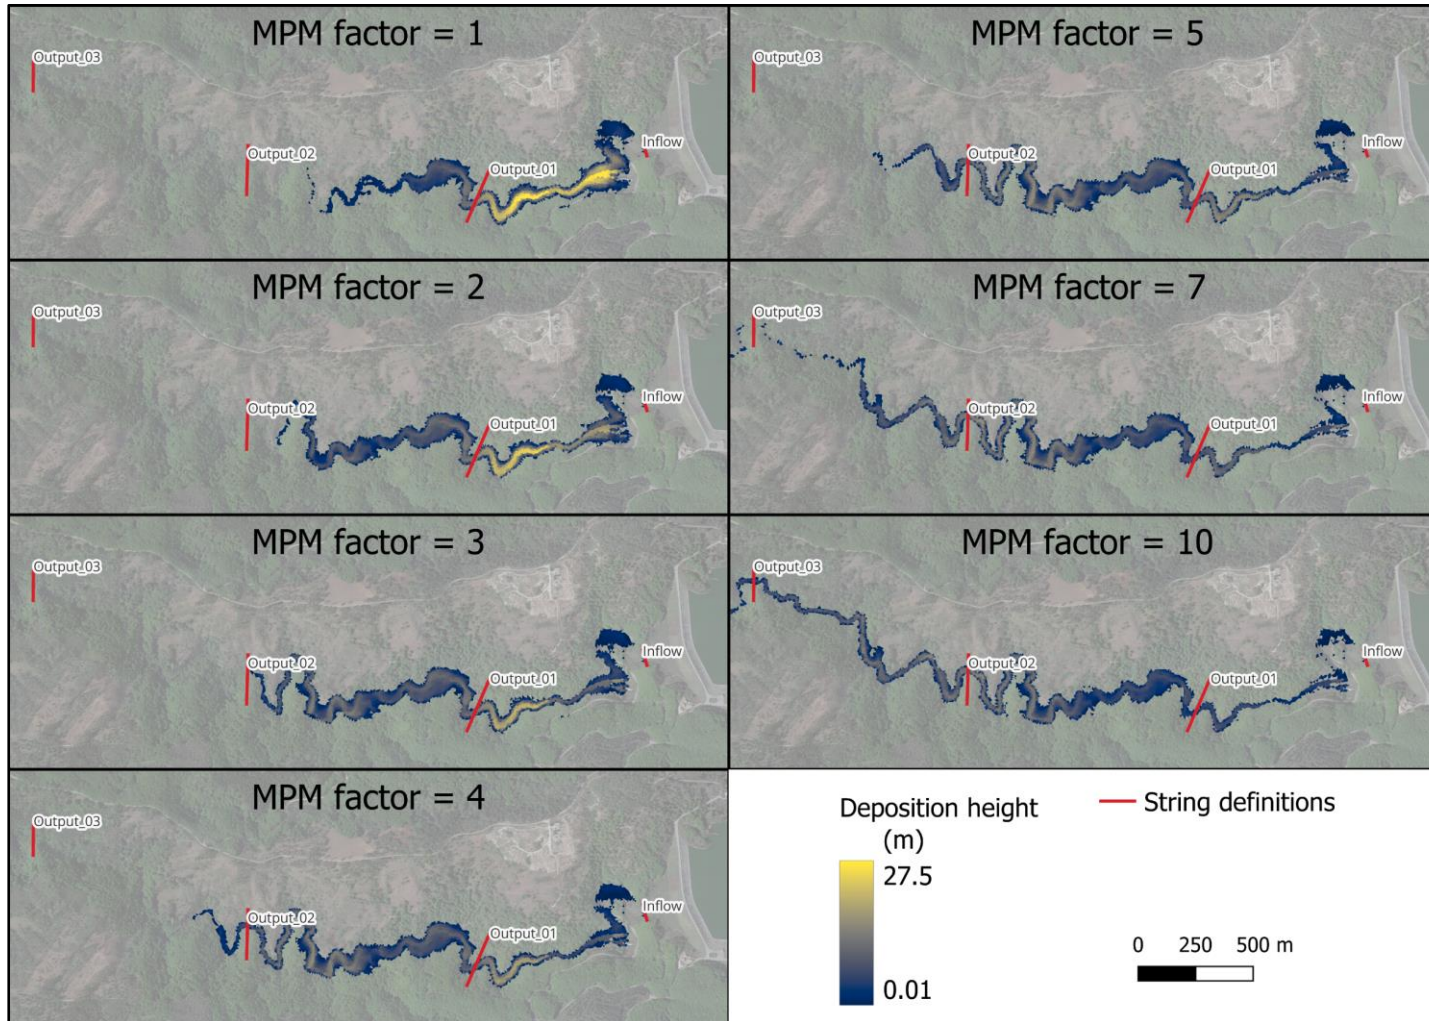 MPM factor = 1
Output_03
Output_02
Output_01
Inflow
MPM factor = 5
Output_03
Output_02
Output_01
Inflow
MPM factor = 2
Output_03
Output_02
Output_01
Inflow
MPM factor = 7
Output_03
Output_02
Output_01
Inflow
MPM factor = 3
Output_03
Output_02
Output_01
Inflow
MPM factor = 10
Output_03
Output_02
Output_01
Inflow
MPM factor = 4
Output_03
Output_02
Output_01
Inflow
Deposition height
(m)
27.5
0.01
String definitions
0 250 500 m